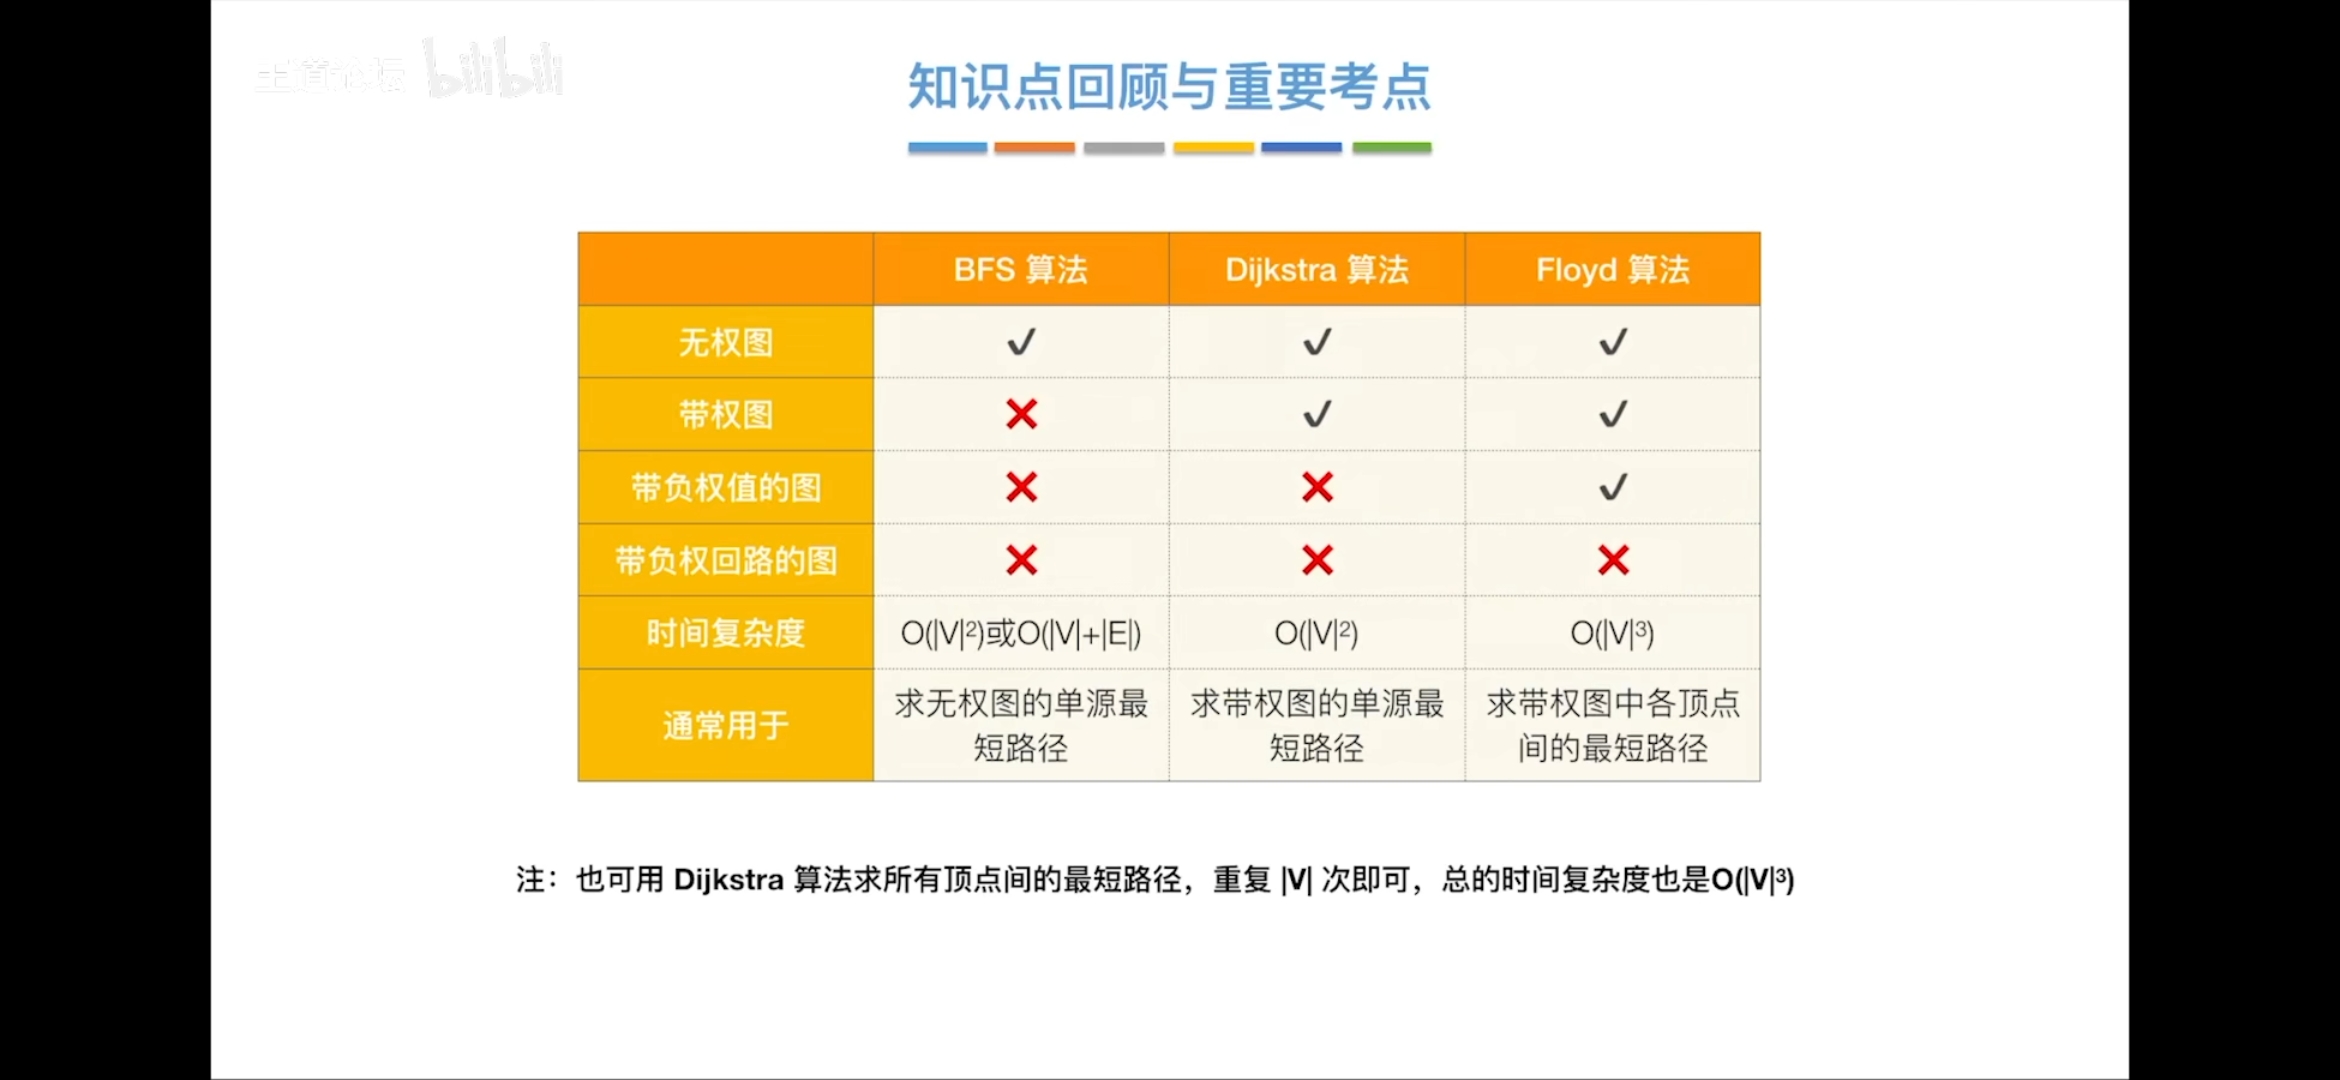 王道论坛 bilibili
知识点回顾与重要考点
BFS 算法 Dijkstra 算法 Floyd 算法
无权图 ✓ ✓ ✓
带权图 ❌ ✓ ✓
带负权值的图 ❌ ❌ ✓
带负权回路的图 ❌ ❌ ❌
时间复杂度 O(|V|²)或O(|V|+|E|) O(|V|²) O(|V|³)
通常用于 求无权图的单源最短路径 求带权图的单源最短路径 求带权图中各顶点间的最短路径
注：也可用 Dijkstra 算法求所有顶点间的最短路径，重复 |V| 次即可，总的时间复杂度也是O(|V|³)